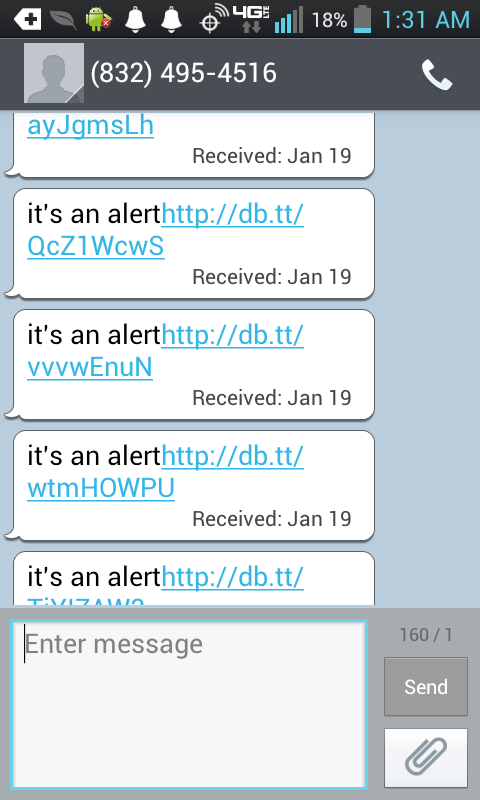 4G LTE 18% 1:31 AM
(832) 495-4516
ayJgmsLh
Received: Jan 19
it's an alerthttp://db.tt/
QcZ1WcwS
Received: Jan 19
it's an alerthttp://db.tt/
vvvwEnuN
Received: Jan 19
it's an alerthttp://db.tt/
wtmHOWPU
Received: Jan 19
it's an alerthttp://db.tt/
Enter message
160 / 1
Send